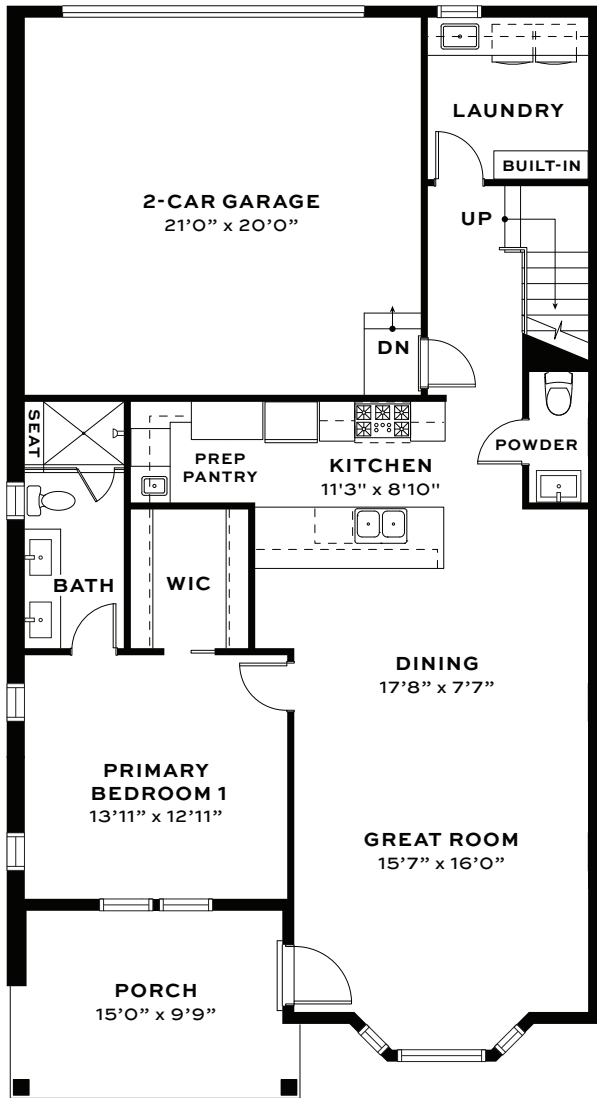 LAUNDRY
BUILT-IN
2-CAR GARAGE
21'0” x 20'0”
UP
DN
SEAT
PREP
PANTRY
KITCHEN
11'3" x 8'10"
POWDER
BATH
WIC
DINING
17'8” x 7'7”
PRIMARY
BEDROOM 1
13'11” x 12'11”
GREAT ROOM
15'7” x 16'0”
PORCH
15'0” x 9'9”